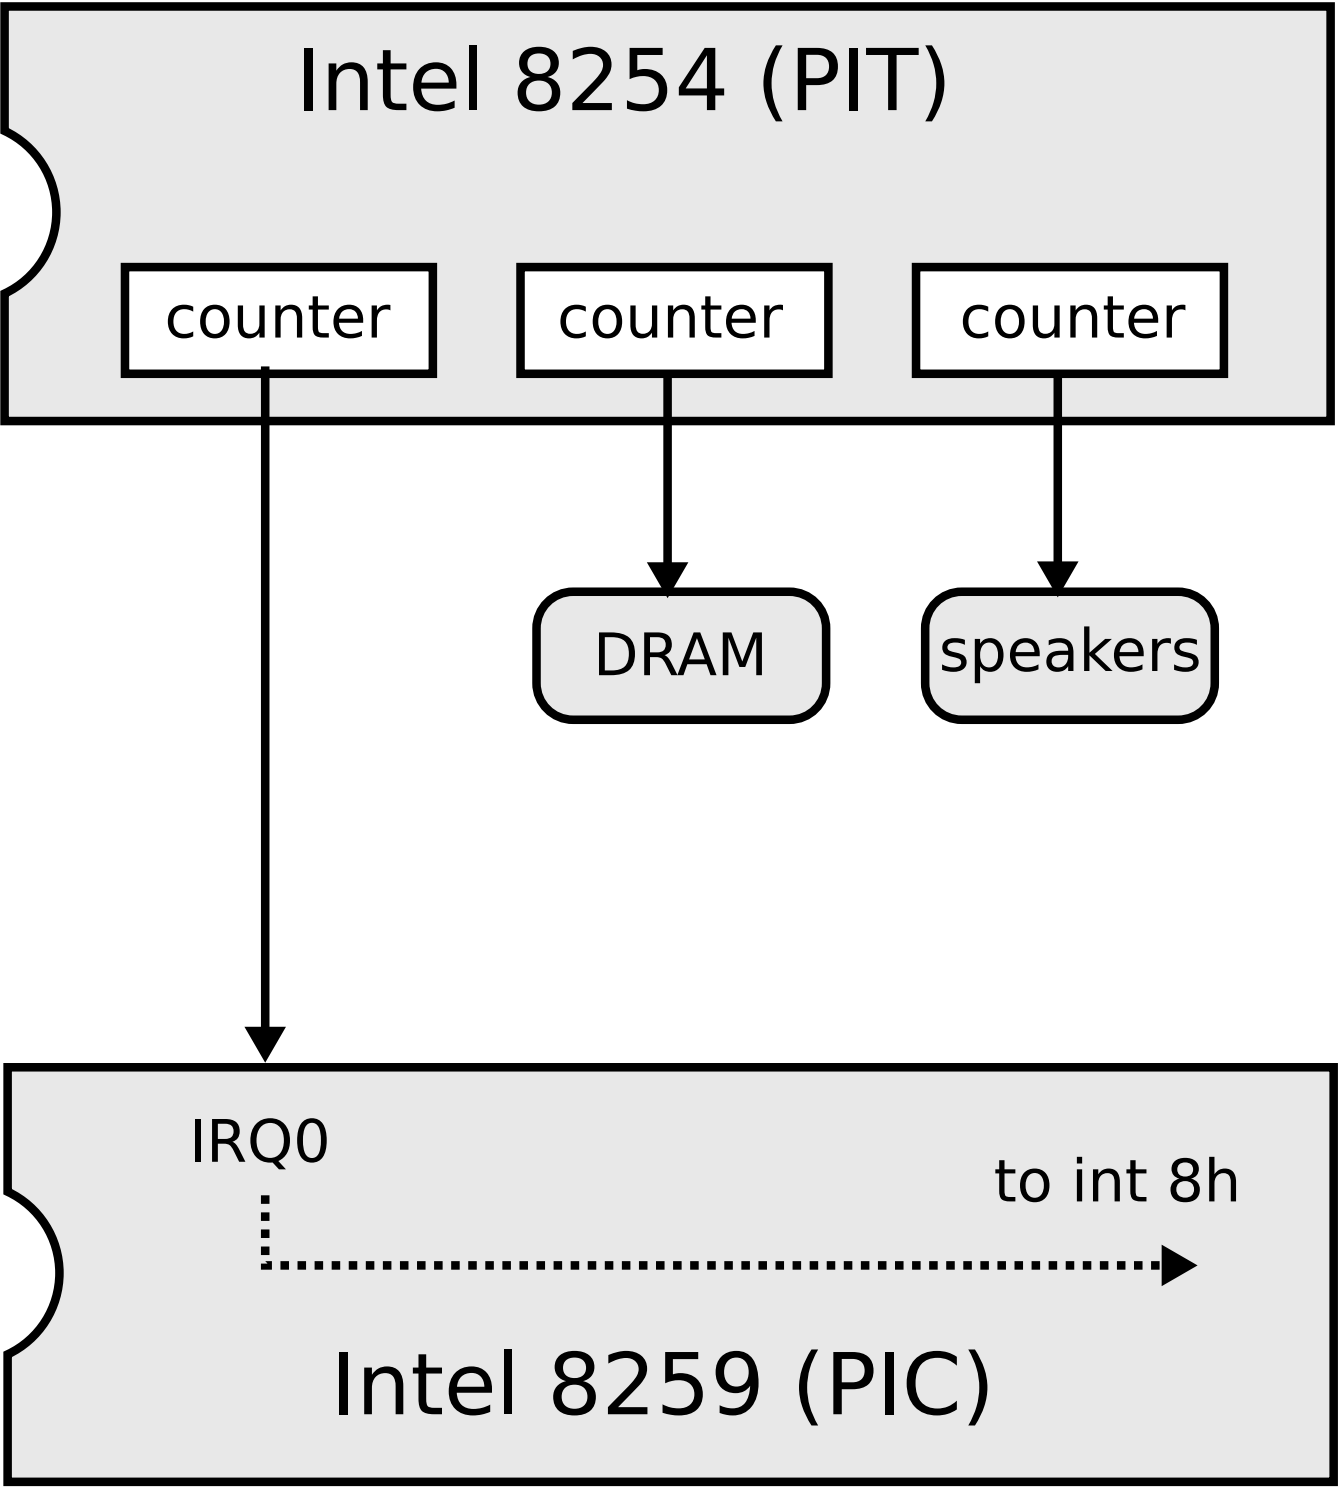 Intel 8254 (PIT)
counter
counter
counter
DRAM
speakers
IRQ0
to int 8h
Intel 8259 (PIC)